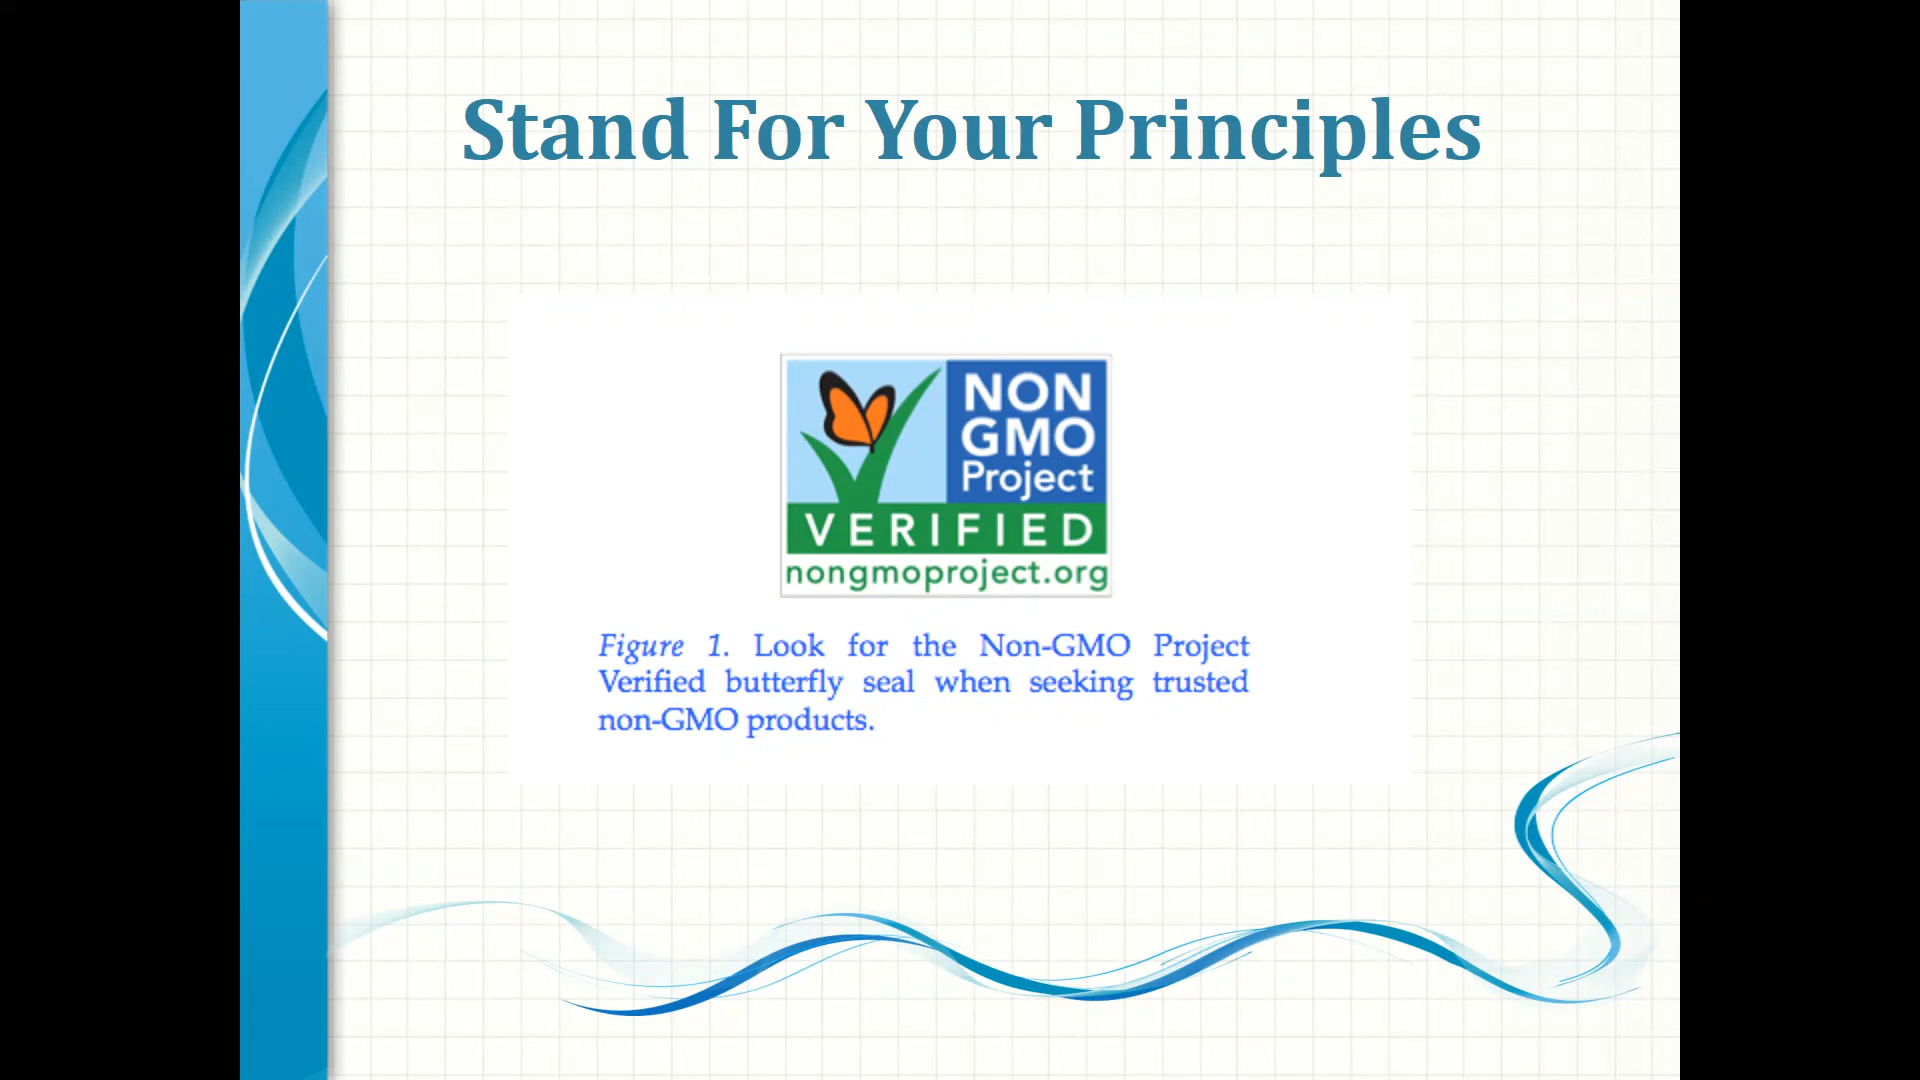 Stand For Your Principles
NON
GMO
Project
VERIFIED
nongmoproject.org
Figure 1. Look for the Non-GMO Project
Verified butterfly seal when seeking trusted
non-GMO products.